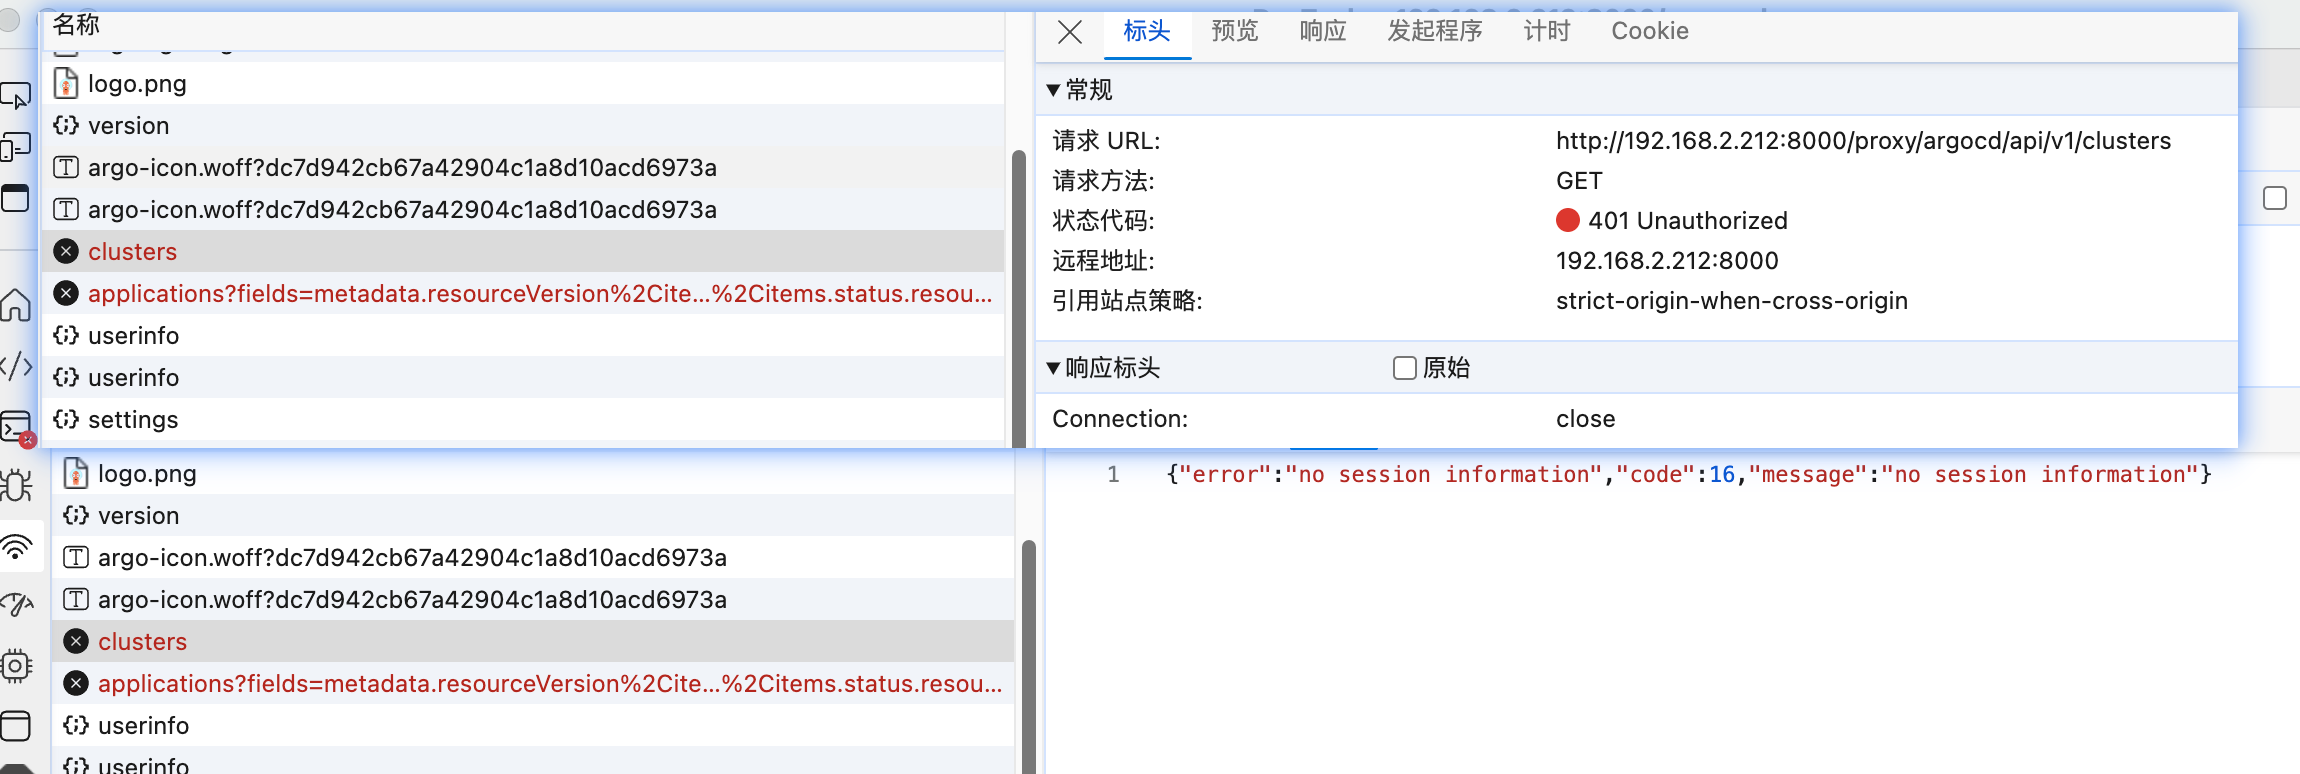 名称
标头 预览 响应 发起程序 计时 Cookie
logo.png
version
argo-icon.woff?dc7d942cb67a42904c1a8d10acd6973a
argo-icon.woff?dc7d942cb67a42904c1a8d10acd6973a
clusters
applications?fields=metadata.resourceVersion%2Cite...%2Citems.status.resou...
userinfo
userinfo
settings
常规
请求 URL: http://192.168.2.212:8000/proxy/argocd/api/v1/clusters
请求方法: GET
状态代码: 401 Unauthorized
远程地址: 192.168.2.212:8000
引用站点策略: strict-origin-when-cross-origin
响应标头 原始
Connection: close
logo.png
version
argo-icon.woff?dc7d942cb67a42904c1a8d10acd6973a
argo-icon.woff?dc7d942cb67a42904c1a8d10acd6973a
clusters
applications?fields=metadata.resourceVersion%2Cite...%2Citems.status.resou...
userinfo
userinfo
1 {"error":"no session information","code":16,"message":"no session information"}